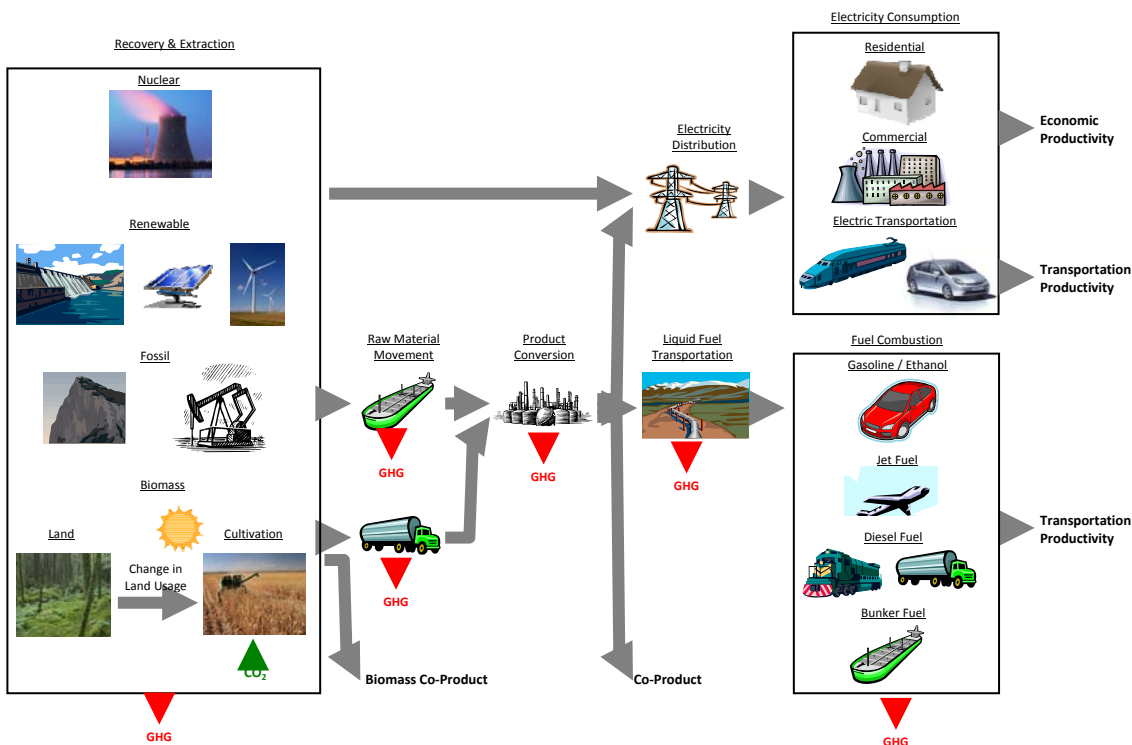 Recovery & Extraction
Nuclear
Renewable
Fossil
Biomass
Land
Change in
Land Usage
Cultivation
CO₂
GHG
Raw Material
Movement
GHG
GHG
Biomass Co-Product
Product
Conversion
GHG
Electricity
Distribution
Liquid Fuel
Transportation
GHG
Co-Product
Electricity Consumption
Residential
Commercial
Electric Transportation
Economic
Productivity
Transportation
Productivity
Fuel Combustion
Gasoline / Ethanol
Jet Fuel
Diesel Fuel
Bunker Fuel
GHG
Transportation
Productivity